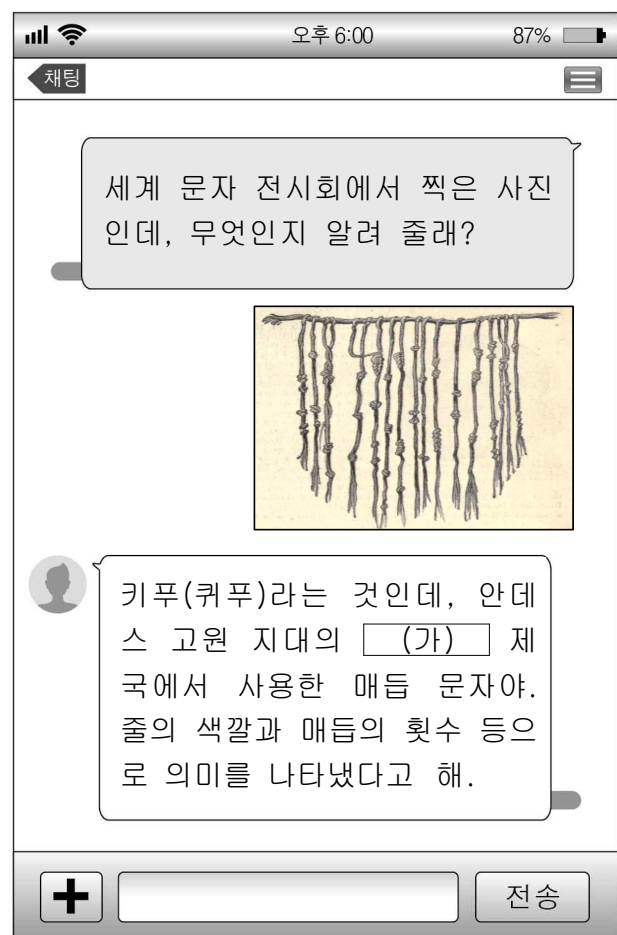 오후 6:00
87%
채팅
세계 문자 전시회에서 찍은 사진
인데, 무엇인지 알려 줄래?
키푸(퀴푸)라는 것인데, 안데
스 고원 지대의 (가) 제
국에서 사용한 매듭 문자야.
줄의 색깔과 매듭의 횟수 등으
로 의미를 나타냈다고 해.
전송